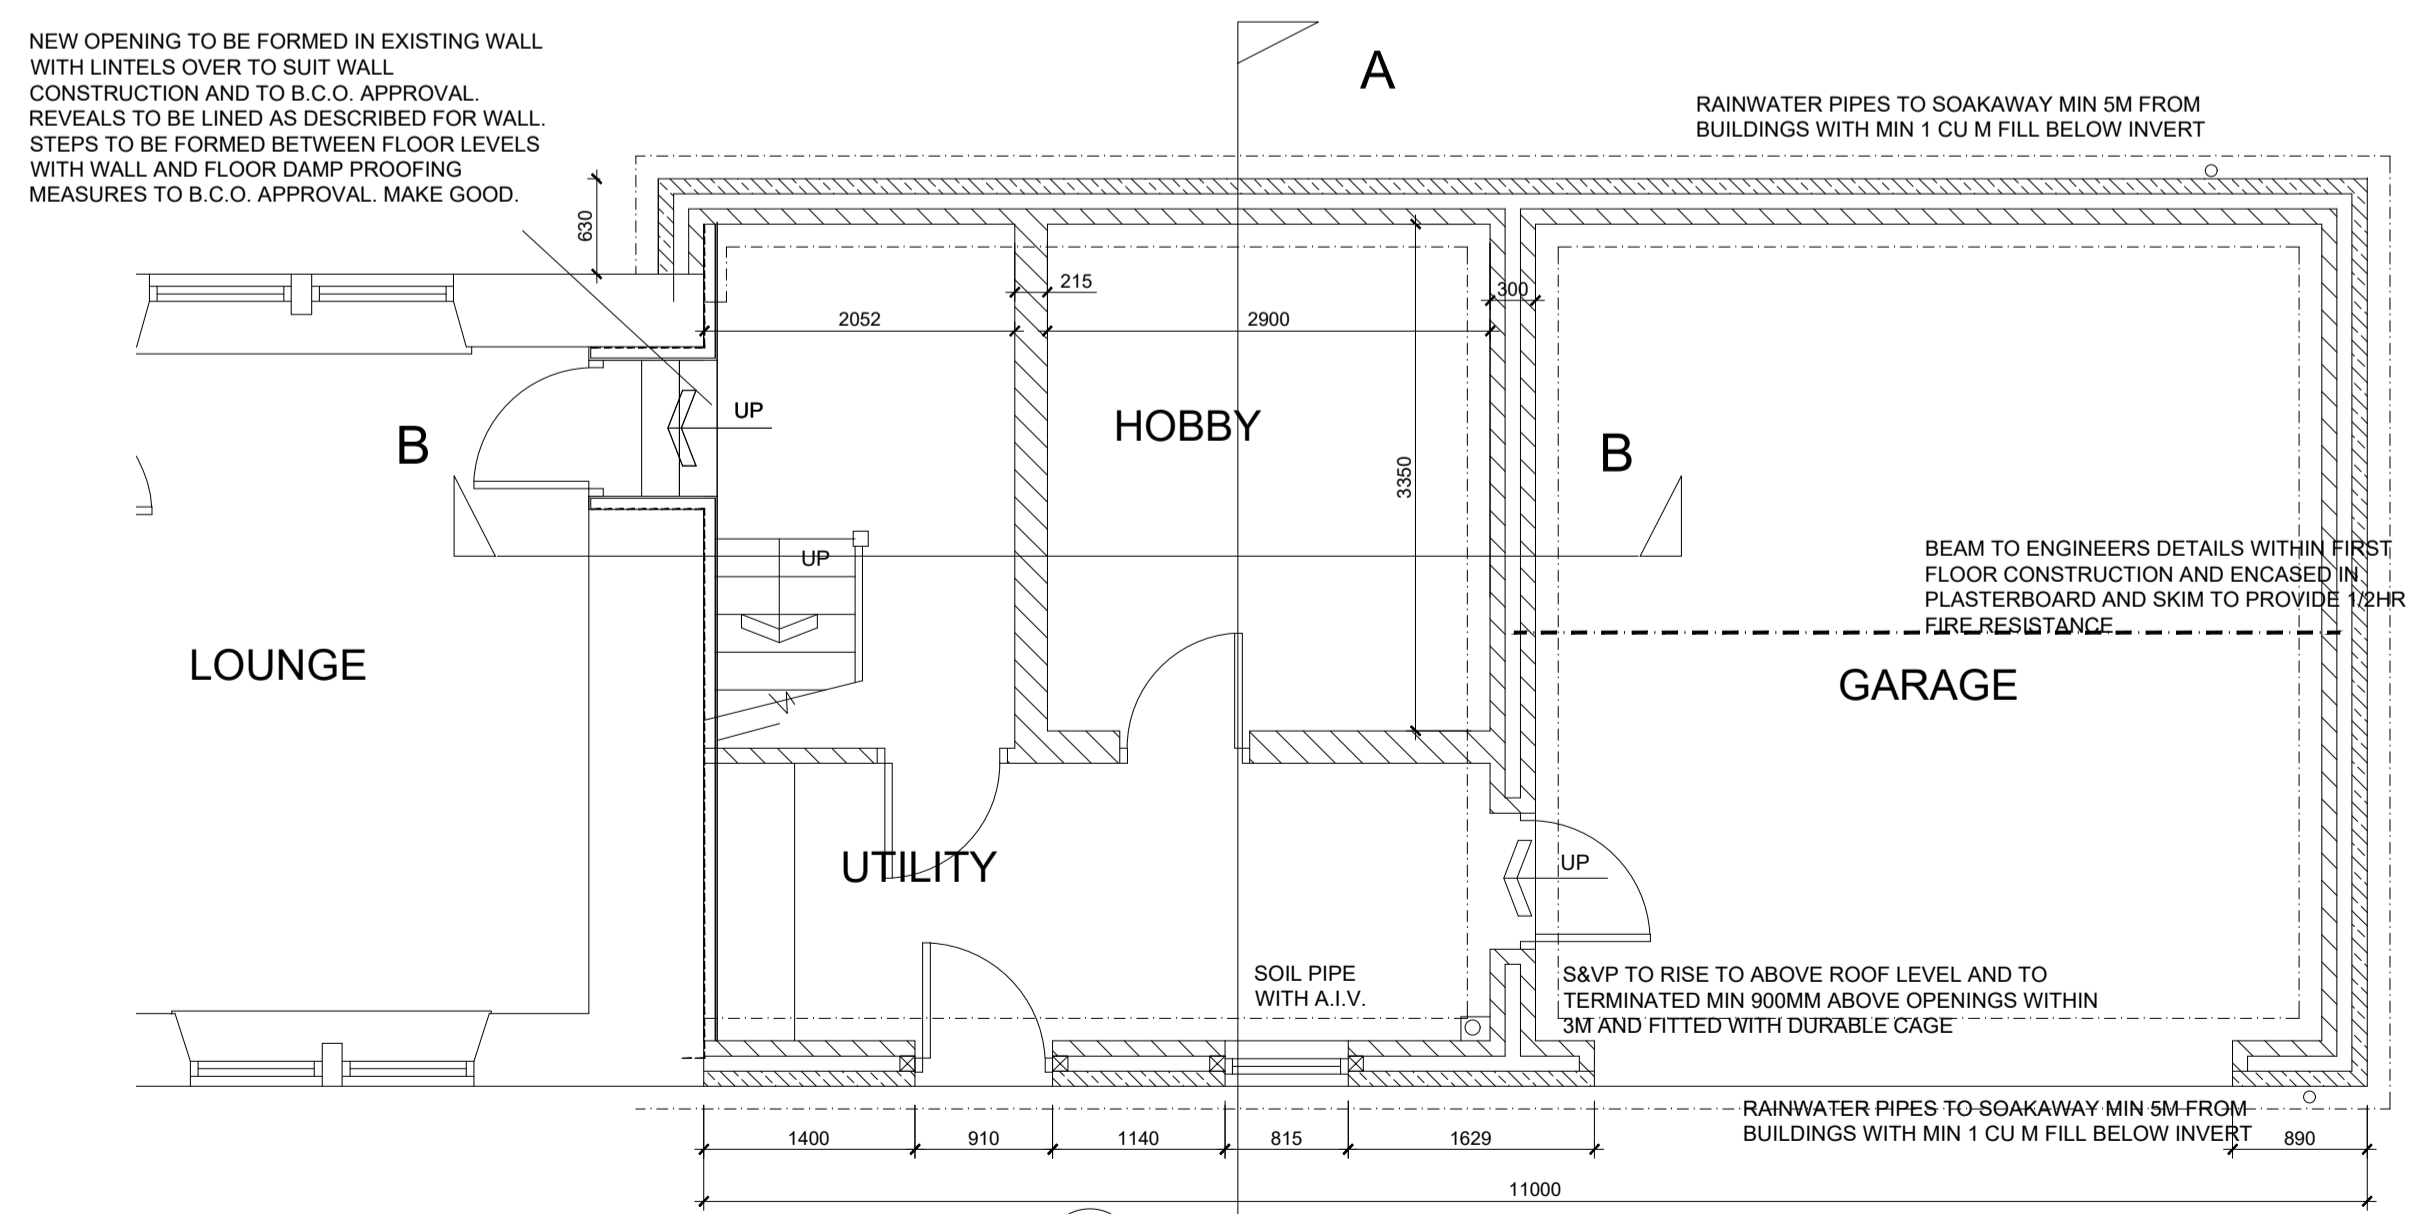 NEW OPENING TO BE FORMED IN EXISTING WALL
WITH LINTELS OVER TO SUIT WALL
CONSTRUCTION AND TO B.C.O. APPROVAL.
REVEALS TO BE LINED AS DESCRIBED FOR WALL.
STEPS TO BE FORMED BETWEEN FLOOR LEVELS
WITH WALL AND FLOOR DAMP PROOFING
MEASURES TO B.C.O. APPROVAL. MAKE GOOD.
A
RAINWATER PIPES TO SOAKAWAY MIN 5M FROM
BUILDINGS WITH MIN 1 CU M FILL BELOW INVERT
630
215
300
2052
2900
UP
HOBBY
B
B
3350
UP
BEAM TO ENGINEERS DETAILS WITHIN FIRST
FLOOR CONSTRUCTION AND ENCASED IN
PLASTERBOARD AND SKIM TO PROVIDE 1/2HR
FIRE RESISTANCE
LOUNGE
GARAGE
UTILITY
UP
SOIL PIPE
WITH A.I.V.
S&VP TO RISE TO ABOVE ROOF LEVEL AND TO
TERMINATED MIN 900MM ABOVE OPENINGS WITHIN
3M AND FITTED WITH DURABLE CAGE
RAINWATER PIPES TO SOAKAWAY MIN 5M FROM
BUILDINGS WITH MIN 1 CU M FILL BELOW INVERT
1400
910
1140
815
1629
890
11000